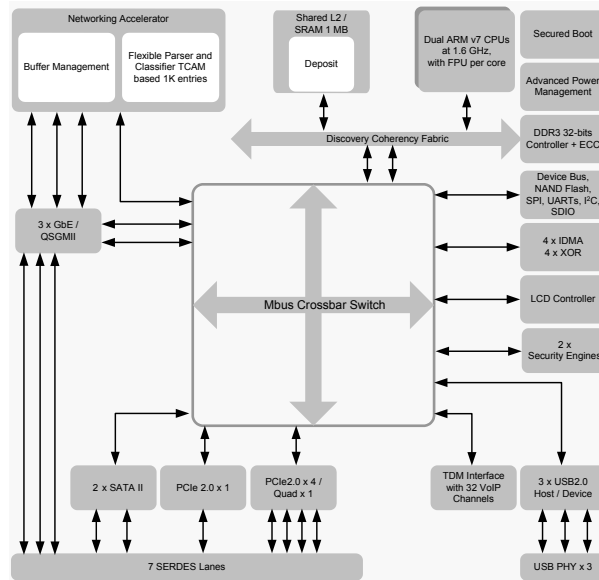 Networking Accelerator
Buffer Management
Flexible Parser and
Classifier TCAM
based 1K entries
Shared L2 /
SRAM 1 MB
Deposit
Dual ARM v7 CPUs
at 1.6 GHz,
with FPU per core
Secured Boot
Advanced Power
Management
Discovery Coherency Fabric
DDR3 32-bits
Controller + ECC
Device Bus,
NAND Flash,
SPI, UARTs, I²C,
SDIO
3 x GbE /
QSGMII
4 x IDMA
4 x XOR
Mbus Crossbar Switch
LCD Controller
2 x
Security Engines
2 x SATA II
PCIe 2.0 x 1
PCIe2.0 x 4 /
Quad x 1
TDM Interface
with 32 VoIP
Channels
3 x USB2.0
Host / Device
7 SERDES Lanes
USB PHY x 3